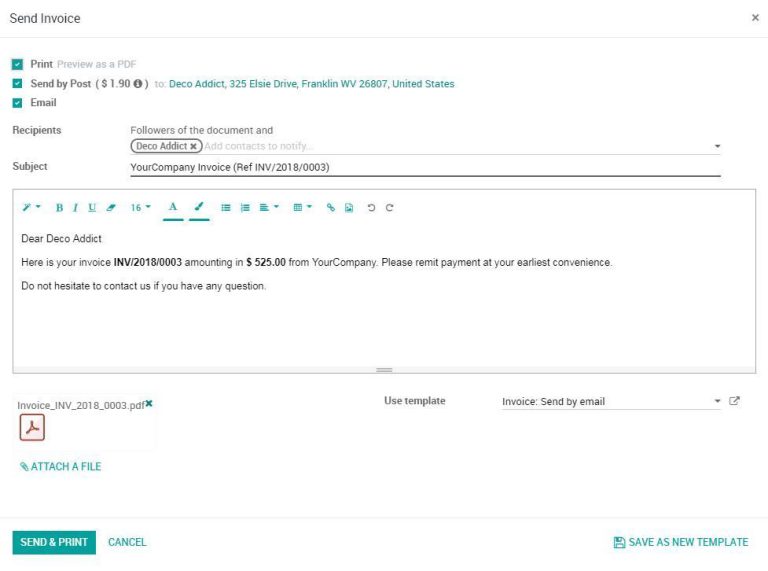 Send Invoice ×
Print Preview as a PDF
Send by Post ( $ 1.90 ) to: Deco Addict, 325 Elsie Drive, Franklin WV 26807, United States
Email
Recipients Followers of the document and
Deco Addict × Add contacts to notify...
Subject YourCompany Invoice (Ref INV/2018/0003)
B I U 16 A
Dear Deco Addict
Here is your invoice INV/2018/0003 amounting in $ 525.00 from YourCompany. Please remit payment at your earliest convenience.
Do not hesitate to contact us if you have any question.
Invoice_INV_2018_0003.pdf × Use template Invoice: Send by email
ATTACH A FILE
SEND & PRINT CANCEL SAVE AS NEW TEMPLATE